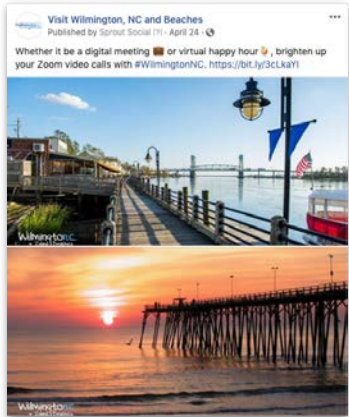 Visit Wilmington, NC and Beaches
Published by Sprout Social [?] · April 24 ·
Whether it be a digital meeting 💼 or virtual happy hour 🍹, brighten up
your Zoom video calls with #WilmingtonNC. https://bit.ly/3cLkaYl
Wilmington
Wilmington